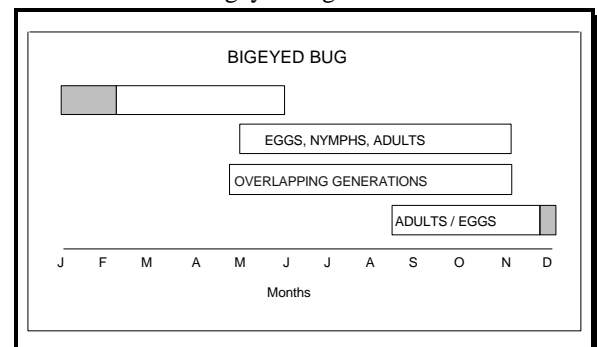 BIGEYED BUG
EGGS, NYMPHS, ADULTS
OVERLAPPING GENERATIONS
ADULTS / EGGS
J F M A M J J A S O N D
Months